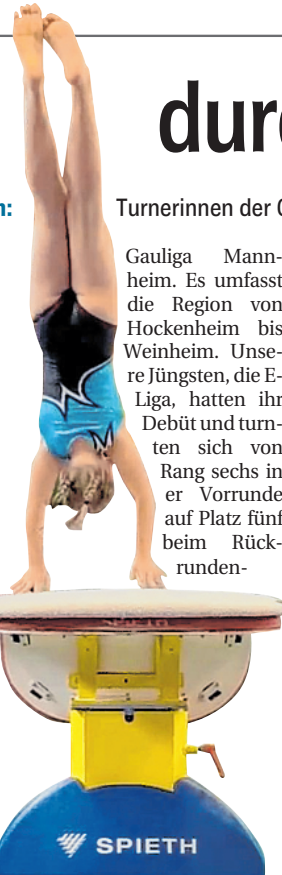 durc
n:
Turnerinnen der G
Gauliga Mann-
heim. Es umfasst
die Region von
Hockenheim bis
Weinheim. Unse-
re Jüngsten, die E-
Liga, hatten ihr
Debüt und turn-
ten sich von
Rang sechs in
er Vorrunde
auf Platz fünf
beim Rück-
runden-
SPIETH